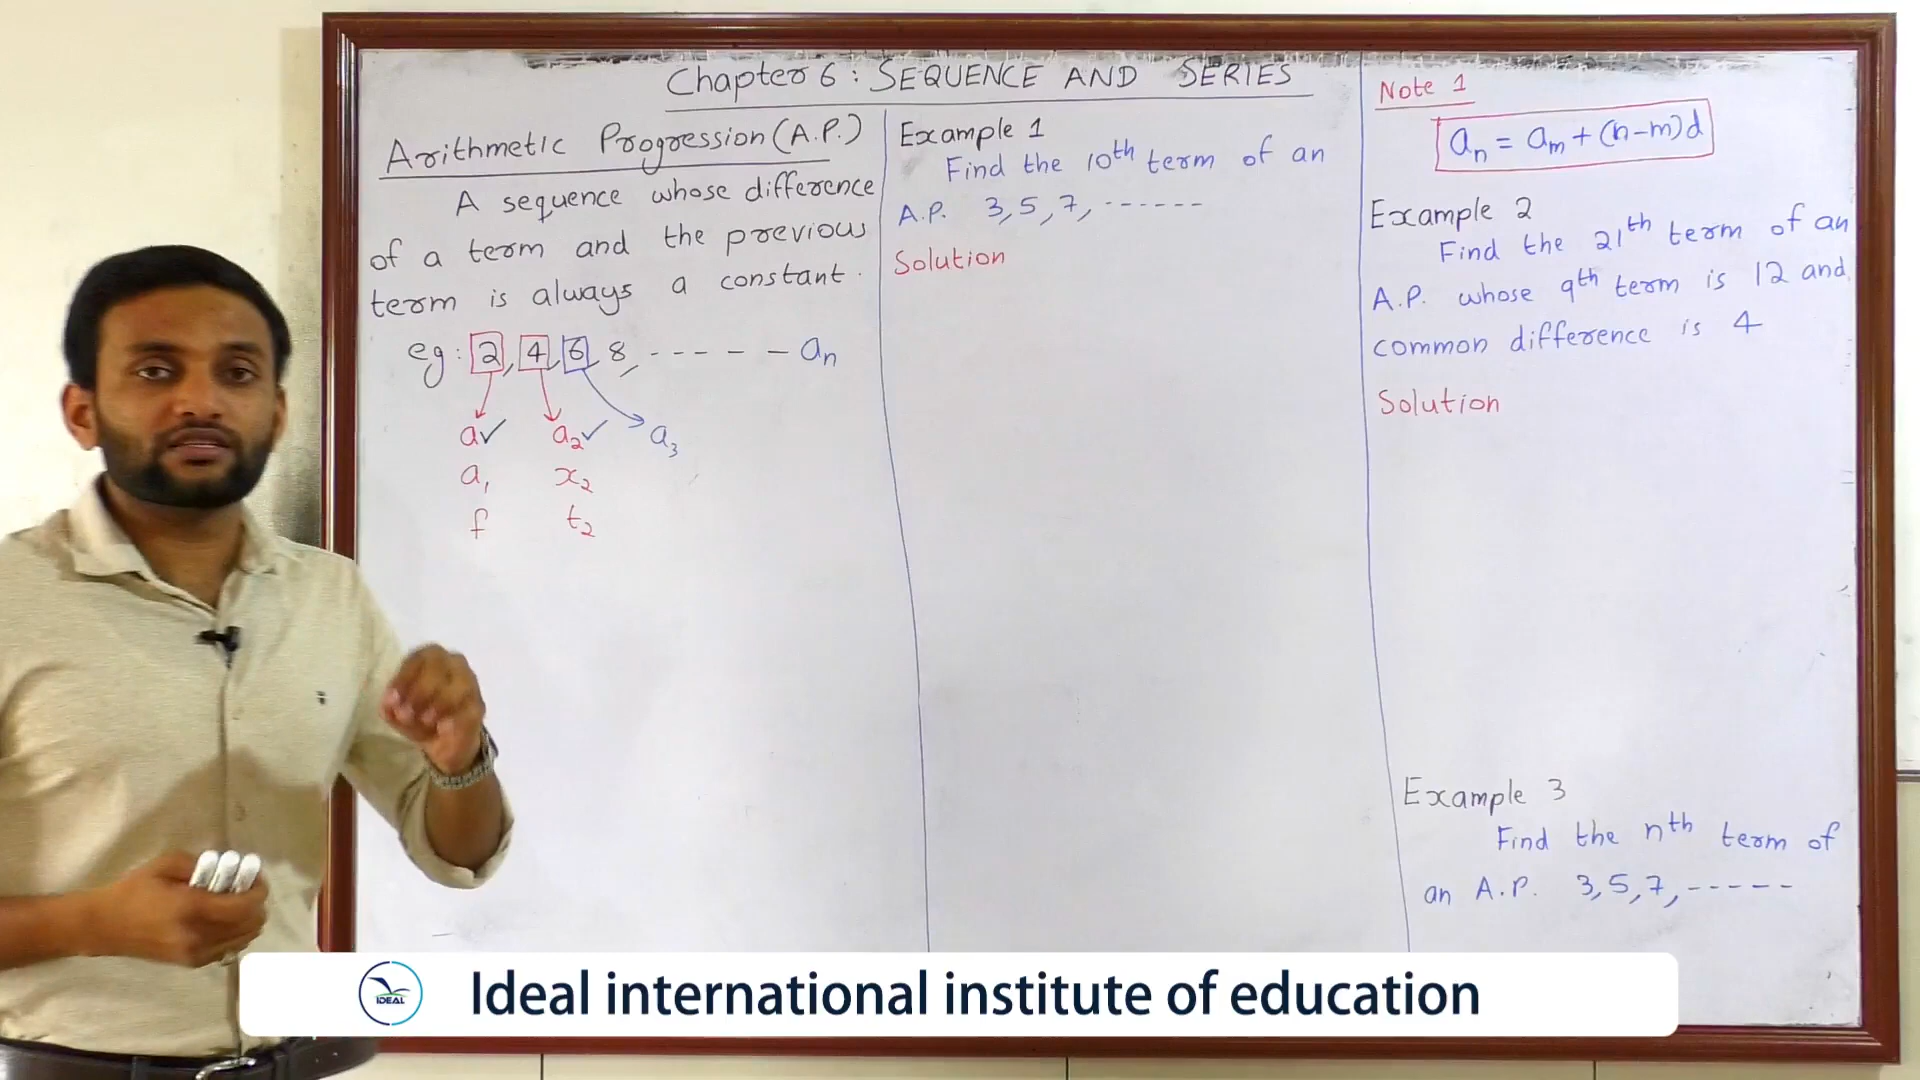 Chapter 6 : SEQUENCE AND SERIES
Arithmetic Progression (A.P.)
A sequence whose difference
of a term and the previous
term is always a constant.
eg : 2, 4, 6, 8, ----- aₙ
a✓ a₂✓ a₃
a₁ x₂
f t₂
Example 1
Find the 10th term of an
A.P. 3, 5, 7, ------
Solution
Note 1
aₙ = aₘ + (n-m)d
Example 2
Find the 21th term of an
A.P. whose 9th term is 12 and
common difference is 4
Solution
Example 3
Find the nth term of
an A.P. 3, 5, 7, -----
IDEAL
Ideal international institute of education